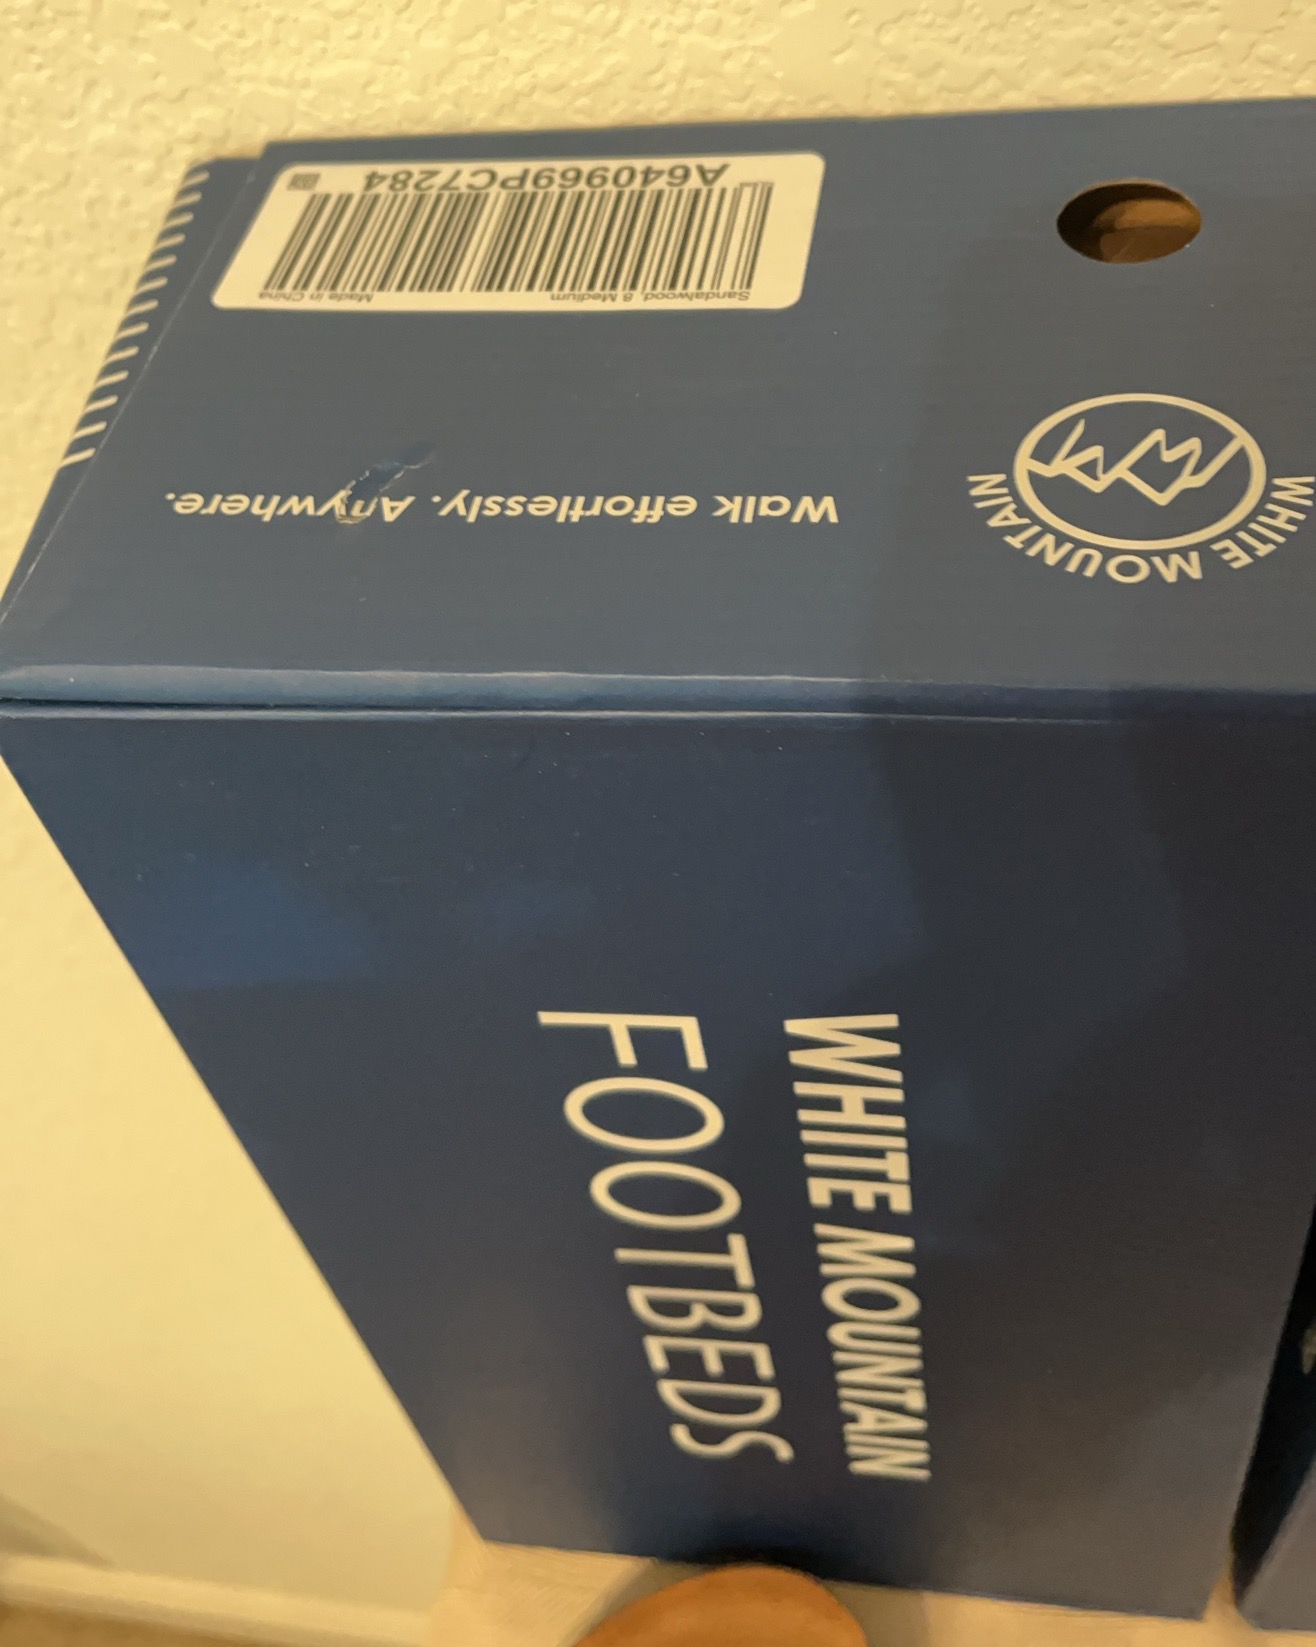 WHITE MOUNTAIN
Walk effortlessly. Anywhere.
Sandalwood, 8 Medium Made in China
A640969PC7284
WHITE MOUNTAIN
FOOTBEDS